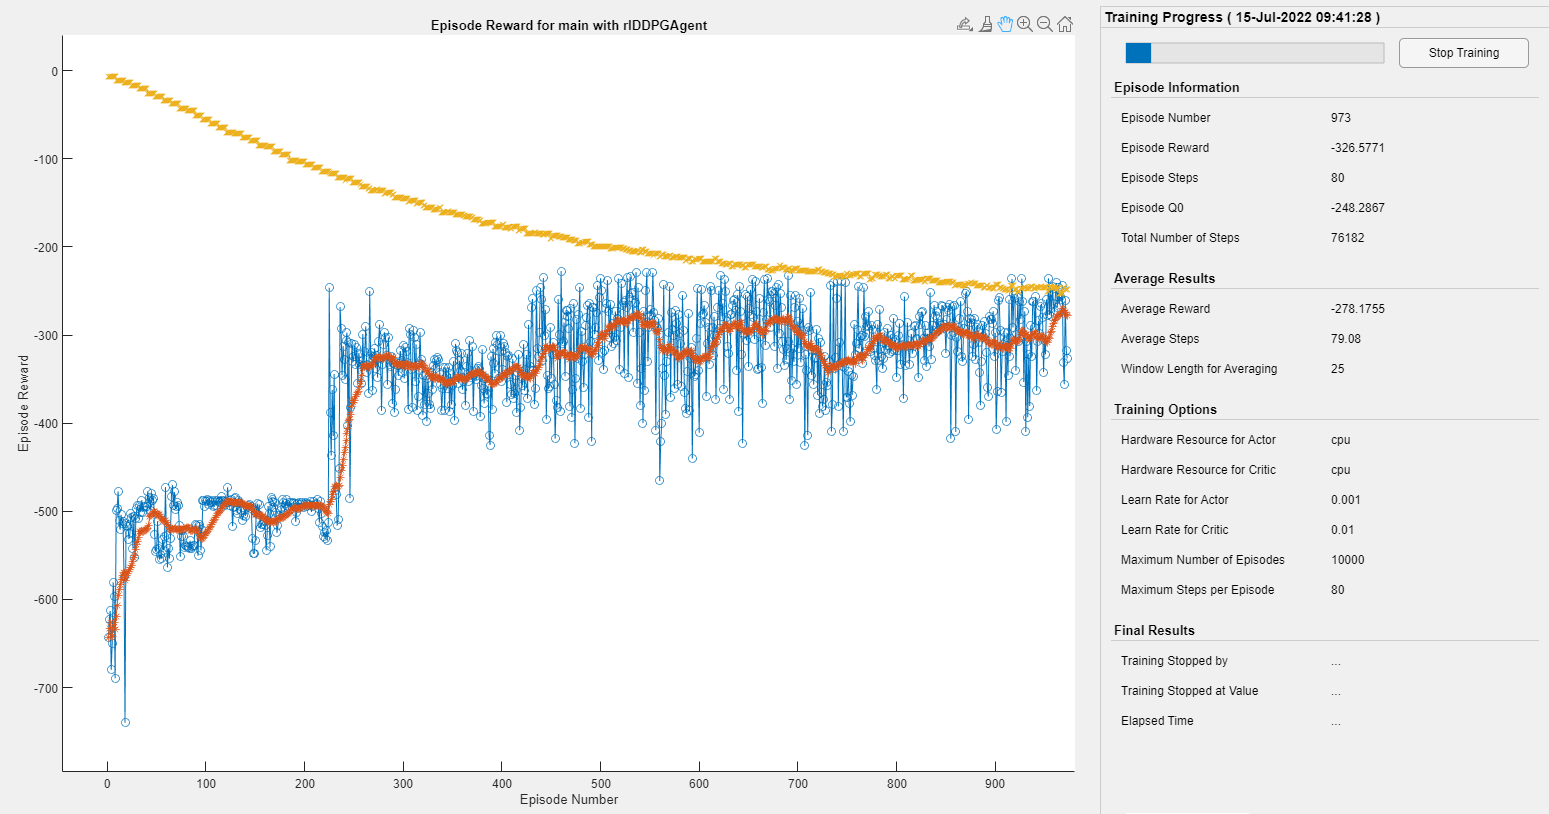 Episode Reward for main with rlDDPGAgent
0
-100
-200
-300
-400
-500
-600
-700
Episode Reward
0 100 200 300 400 500 600 700 800 900
Episode Number
Training Progress ( 15-Jul-2022 09:41:28 )
Stop Training
Episode Information
Episode Number 973
Episode Reward -326.5771
Episode Steps 80
Episode Q0 -248.2867
Total Number of Steps 76182
Average Results
Average Reward -278.1755
Average Steps 79.08
Window Length for Averaging 25
Training Options
Hardware Resource for Actor cpu
Hardware Resource for Critic cpu
Learn Rate for Actor 0.001
Learn Rate for Critic 0.01
Maximum Number of Episodes 10000
Maximum Steps per Episode 80
Final Results
Training Stopped by ...
Training Stopped at Value ...
Elapsed Time ...